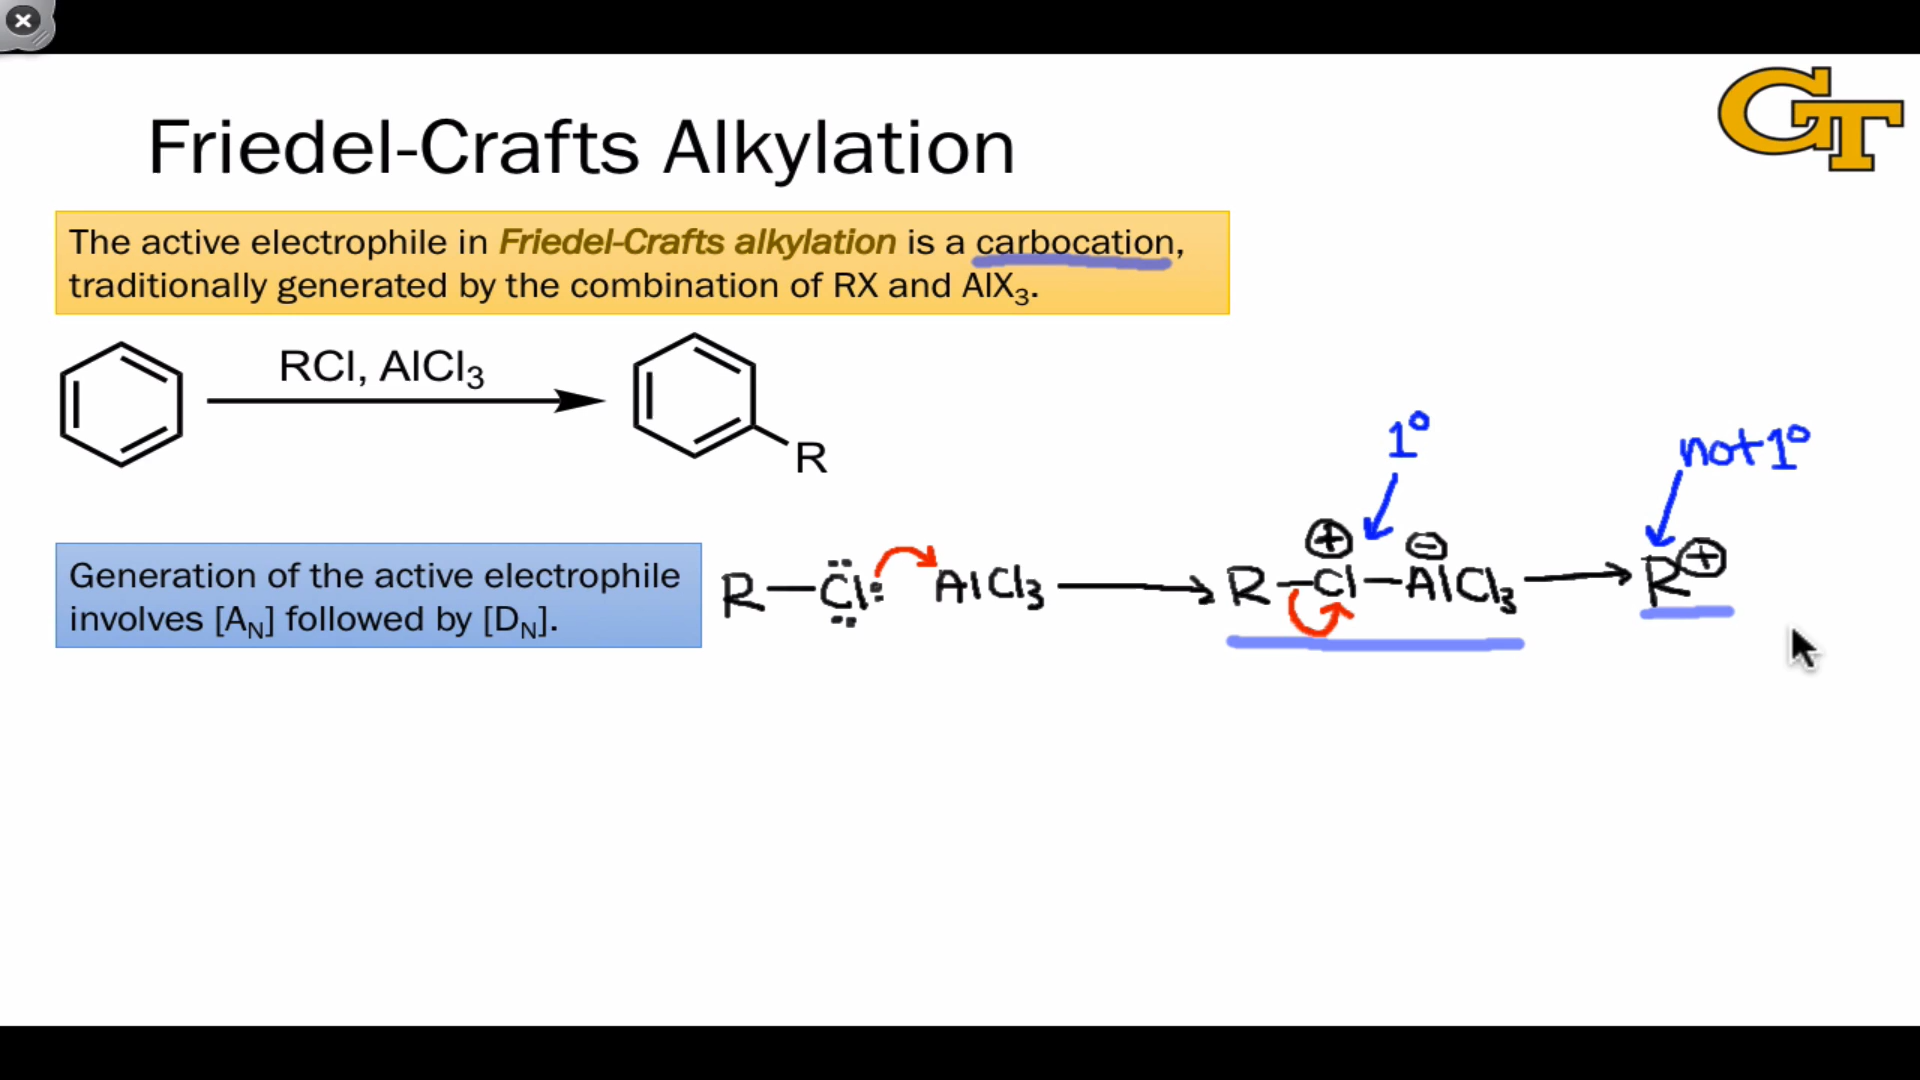 GT
Friedel-Crafts Alkylation
The active electrophile in Friedel-Crafts alkylation is a carbocation,
traditionally generated by the combination of RX and AlX₃.
RCl, AlCl₃
R
1° not 1°
Generation of the active electrophile
involves [A_N] followed by [D_N].
R—Cl: AlCl₃ → R—Cl⊕—AlCl₃⊖ → R⊕